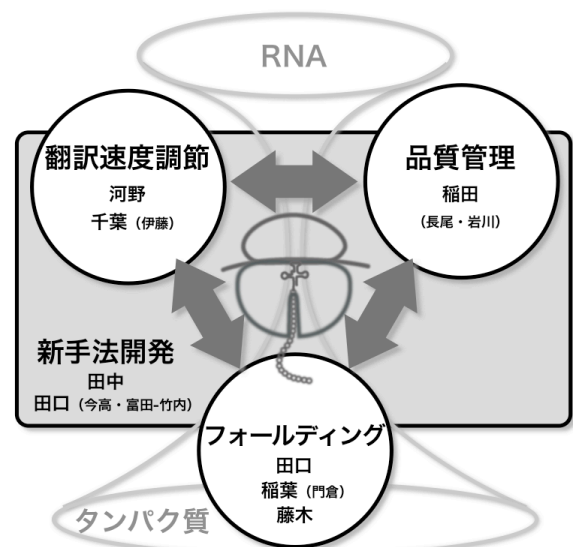 RNA
翻訳速度調節
河野
千葉（伊藤）
品質管理
稲田
（長尾・岩川）
新手法開発
田中
田口（今高・富田-竹内）
フォールディング
田口
稲葉（門倉）
藤木
タンパク質